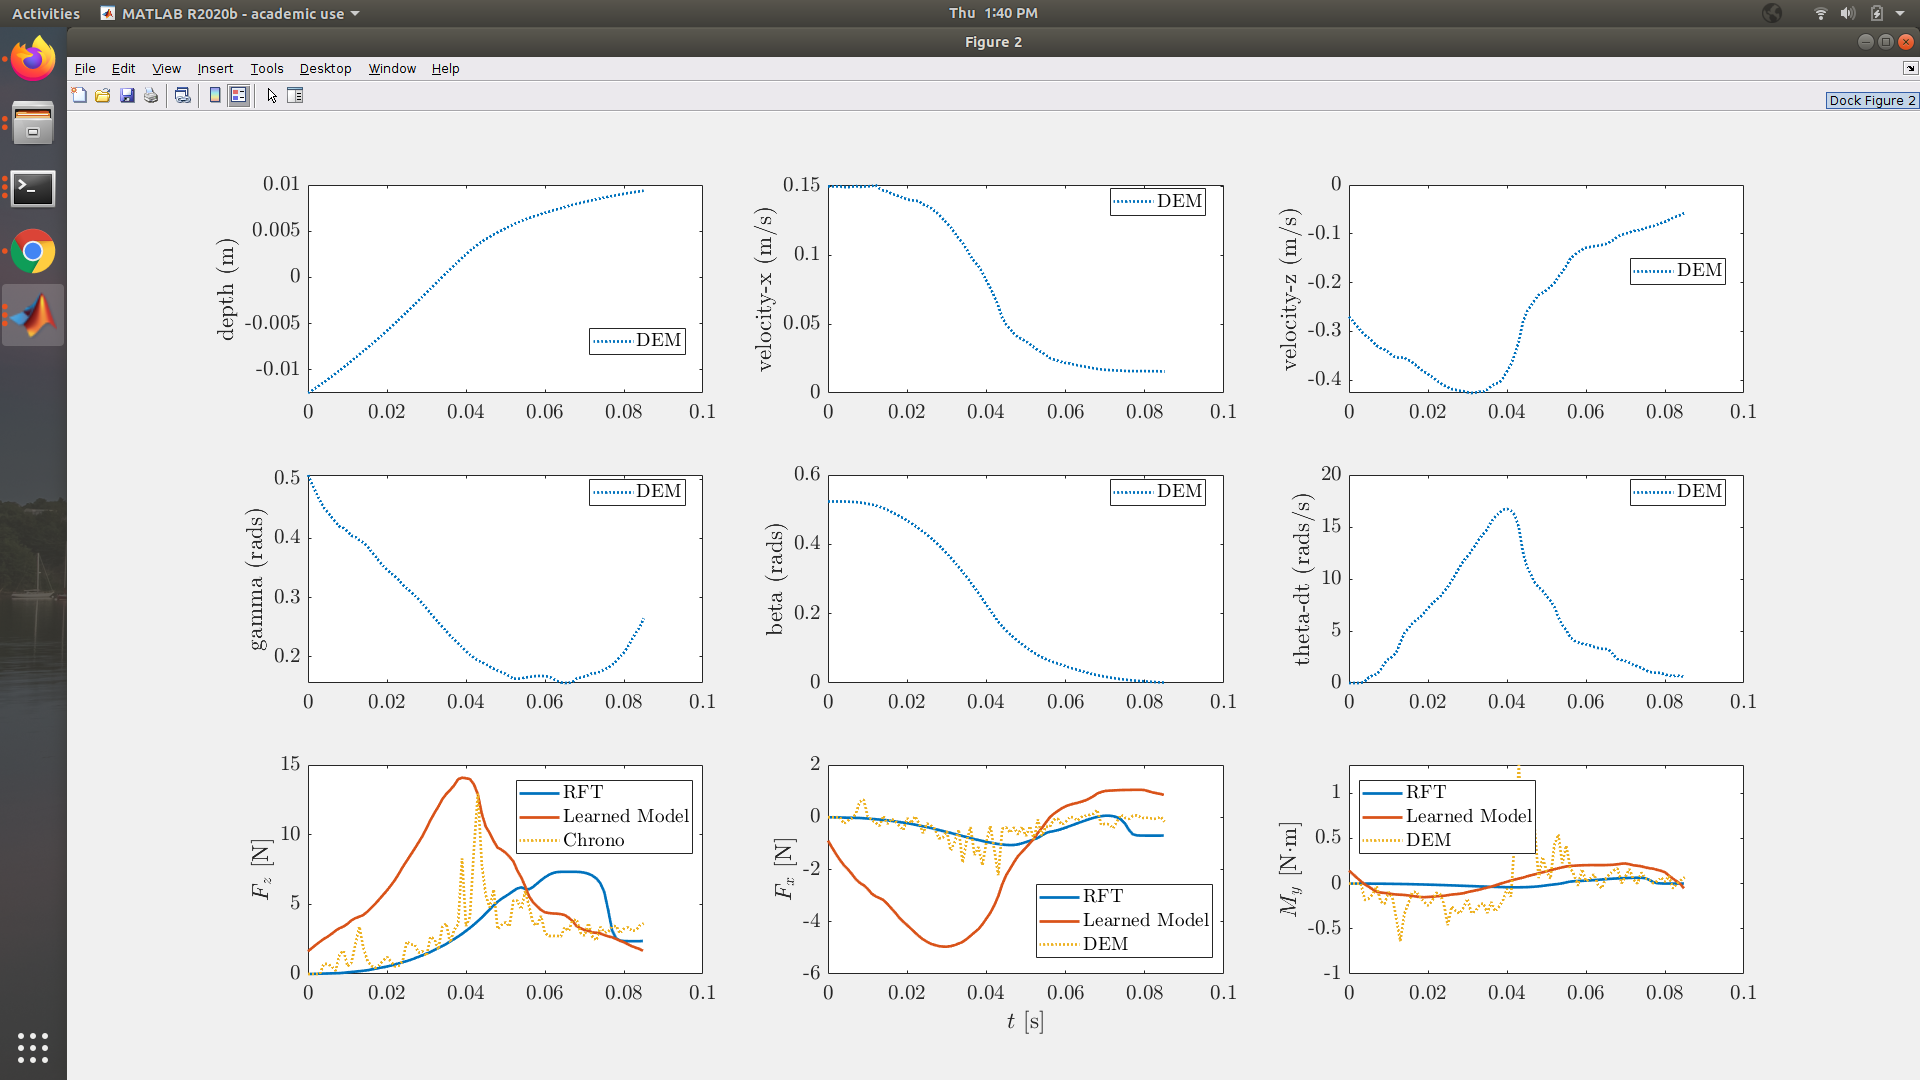 Activities MATLAB R2020b - academic use Thu 1:40 PM
Figure 2
File Edit View Insert Tools Desktop Window Help
Dock Figure 2
depth (m)
0.01
0.005
0
-0.005
-0.01
DEM
0 0.02 0.04 0.06 0.08 0.1
velocity-x (m/s)
0.15
0.1
0.05
0
DEM
0 0.02 0.04 0.06 0.08 0.1
velocity-z (m/s)
0
-0.1
-0.2
-0.3
-0.4
DEM
0 0.02 0.04 0.06 0.08 0.1
gamma (rads)
0.5
0.4
0.3
0.2
DEM
0 0.02 0.04 0.06 0.08 0.1
beta (rads)
0.6
0.4
0.2
0
DEM
0 0.02 0.04 0.06 0.08 0.1
theta-dt (rads/s)
20
15
10
5
0
DEM
0 0.02 0.04 0.06 0.08 0.1
Fz [N]
15
10
5
0
RFT
Learned Model
Chrono
0 0.02 0.04 0.06 0.08 0.1
Fx [N]
2
0
-2
-4
-6
RFT
Learned Model
DEM
0 0.02 0.04 0.06 0.08 0.1
t [s]
My [N·m]
1
0.5
0
-0.5
-1
RFT
Learned Model
DEM
0 0.02 0.04 0.06 0.08 0.1